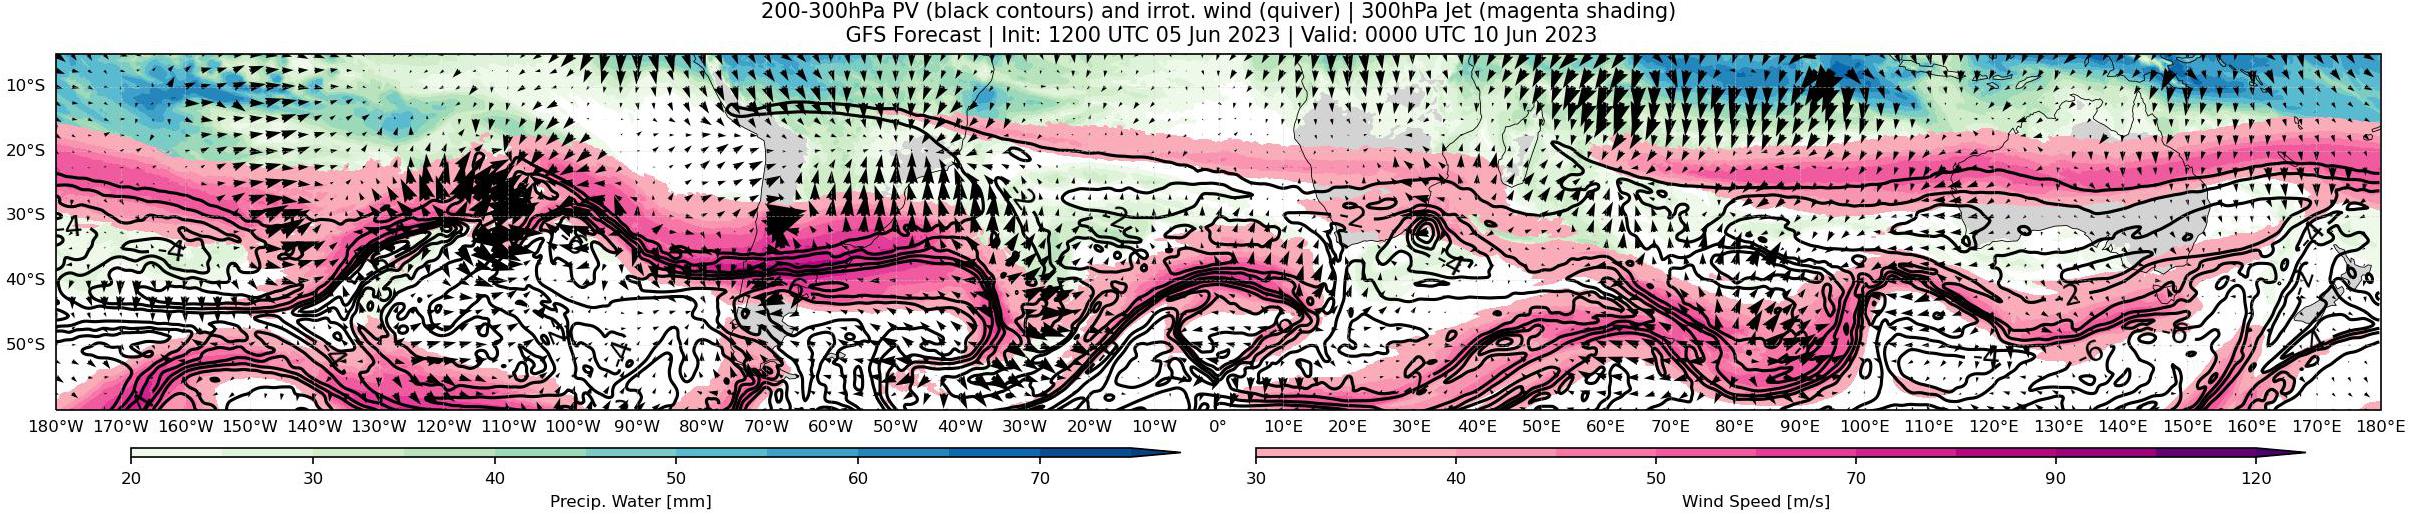 200-300hPa PV (black contours) and irrot. wind (quiver) | 300hPa Jet (magenta shading)
GFS Forecast | Init: 1200 UTC 05 Jun 2023 | Valid: 0000 UTC 10 Jun 2023
10°S
20°S
30°S
40°S
50°S
180°W 170°W 160°W 150°W 140°W 130°W 120°W 110°W 100°W 90°W 80°W 70°W 60°W 50°W 40°W 30°W 20°W 10°W 0° 10°E 20°E 30°E 40°E 50°E 60°E 70°E 80°E 90°E 100°E 110°E 120°E 130°E 140°E 150°E 160°E 170°E 180°E
20 30 40 50 60 70
Precip. Water [mm]
30 40 50 70 90 120
Wind Speed [m/s]